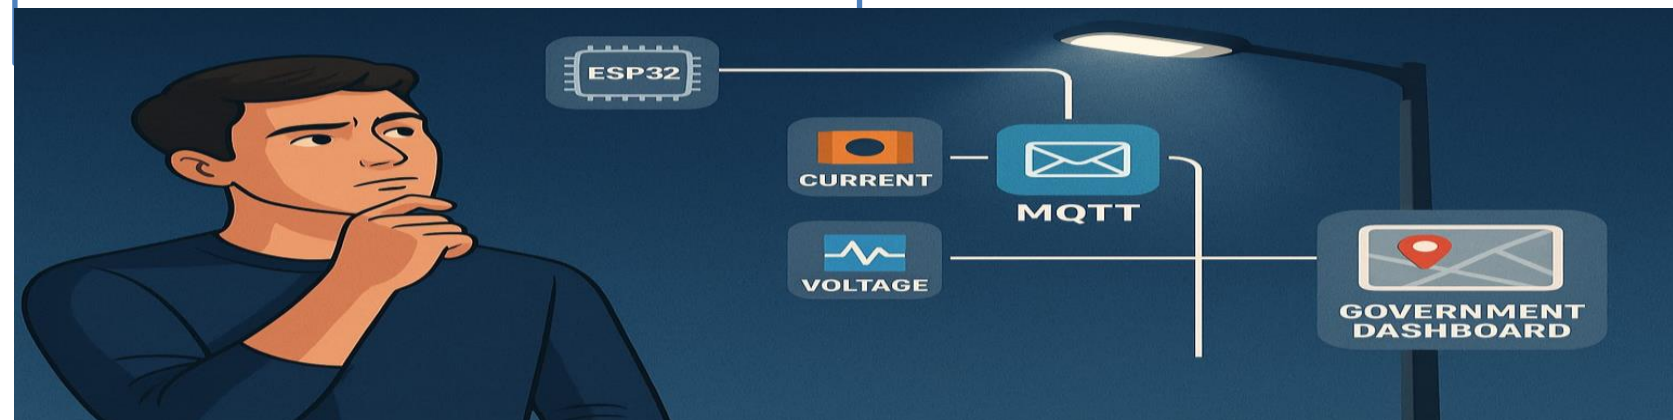 ESP32
CURRENT
MQTT
VOLTAGE
GOVERNMENT
DASHBOARD